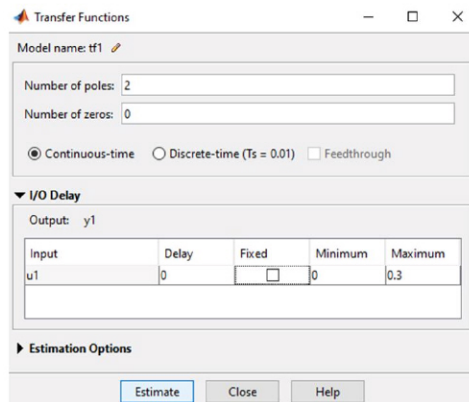 Transfer Functions
Model name: tf1
Number of poles: 2
Number of zeros: 0
Continuous-time Discrete-time (Ts = 0.01) Feedthrough
I/O Delay
Output: y1
Input Delay Fixed Minimum Maximum
u1 0 0 0.3
Estimation Options
Estimate Close Help